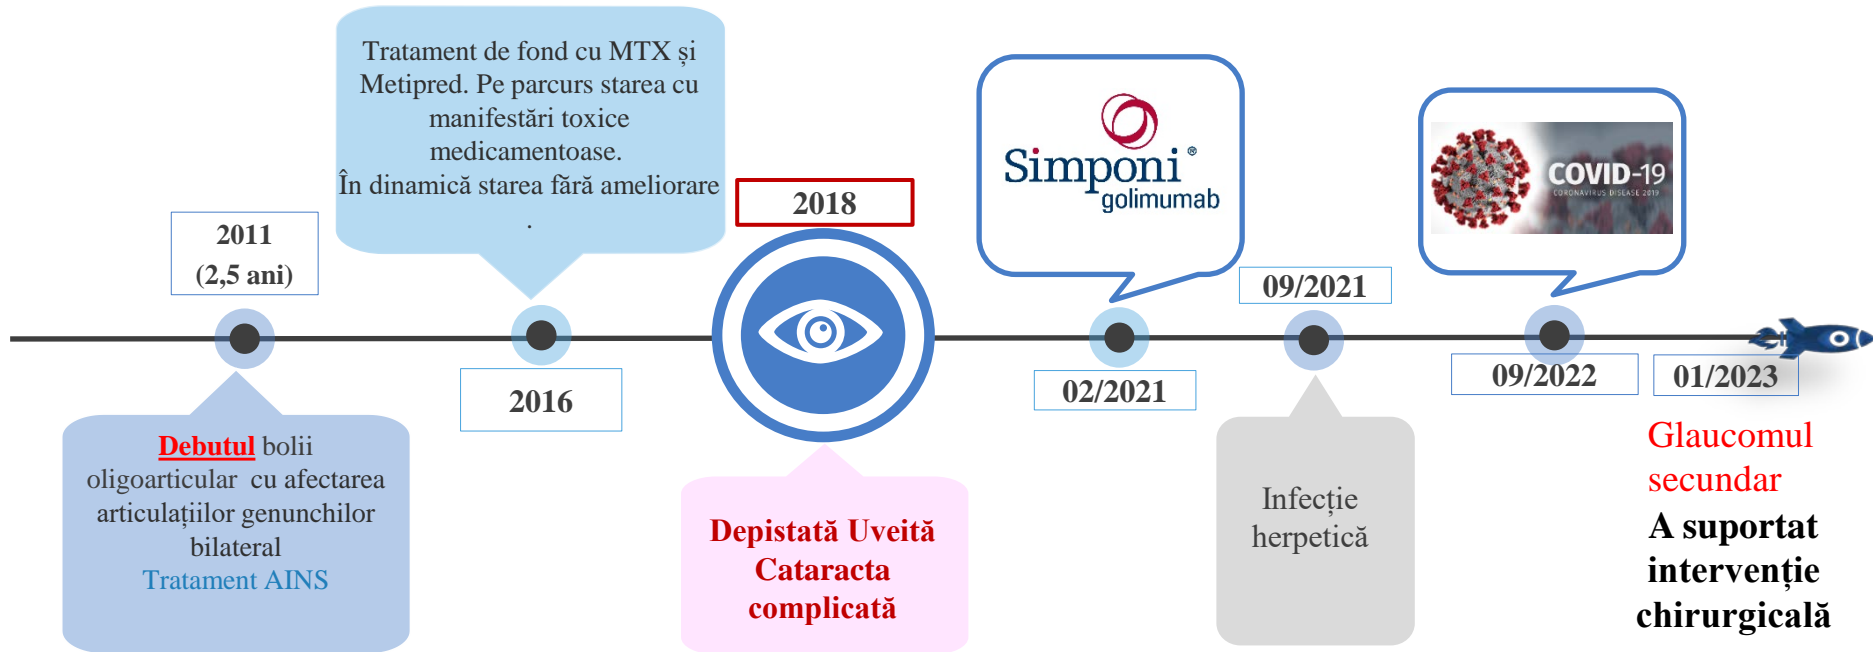 2011
(2,5 ani)
Debutul bolii
oligoarticular cu afectarea
articulațiilor genunchilor
bilateral
Tratament AINS
Tratament de fond cu MTX și
Metipred. Pe parcurs starea cu
manifestări toxice
medicamentoase.
În dinamică starea fără ameliorare
.
2016
2018
Depistată Uveită
Cataracta
complicată
Simponi®
golimumab
02/2021
09/2021
Infecție
herpetică
COVID-19
CORONAVIRUS DISEASE 2019
09/2022
01/2023
Glaucomul
secundar
A suportat
intervenție
chirurgicală